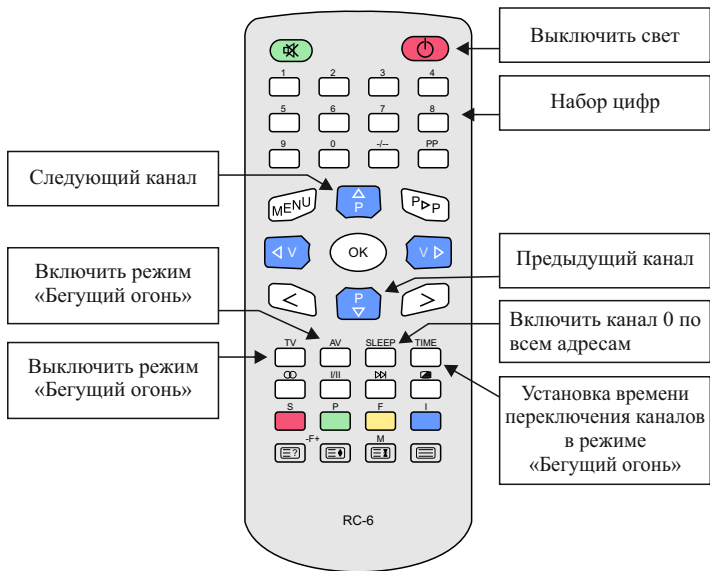 Выключить свет
1 2 3 4
Набор цифр
5 6 7 8
9 0 -/-- PP
Следующий канал
MENU
P
P P
V
OK
V
Включить режим
«Бегущий огонь»
Предыдущий канал
<
P
>
Включить канал 0 по
всем адресам
Выключить режим
«Бегущий огонь»
TV AV SLEEP TIME
I/II
Установка времени
переключения каналов
в режиме
«Бегущий огонь»
S P F I
-F+ M
?
RC-6